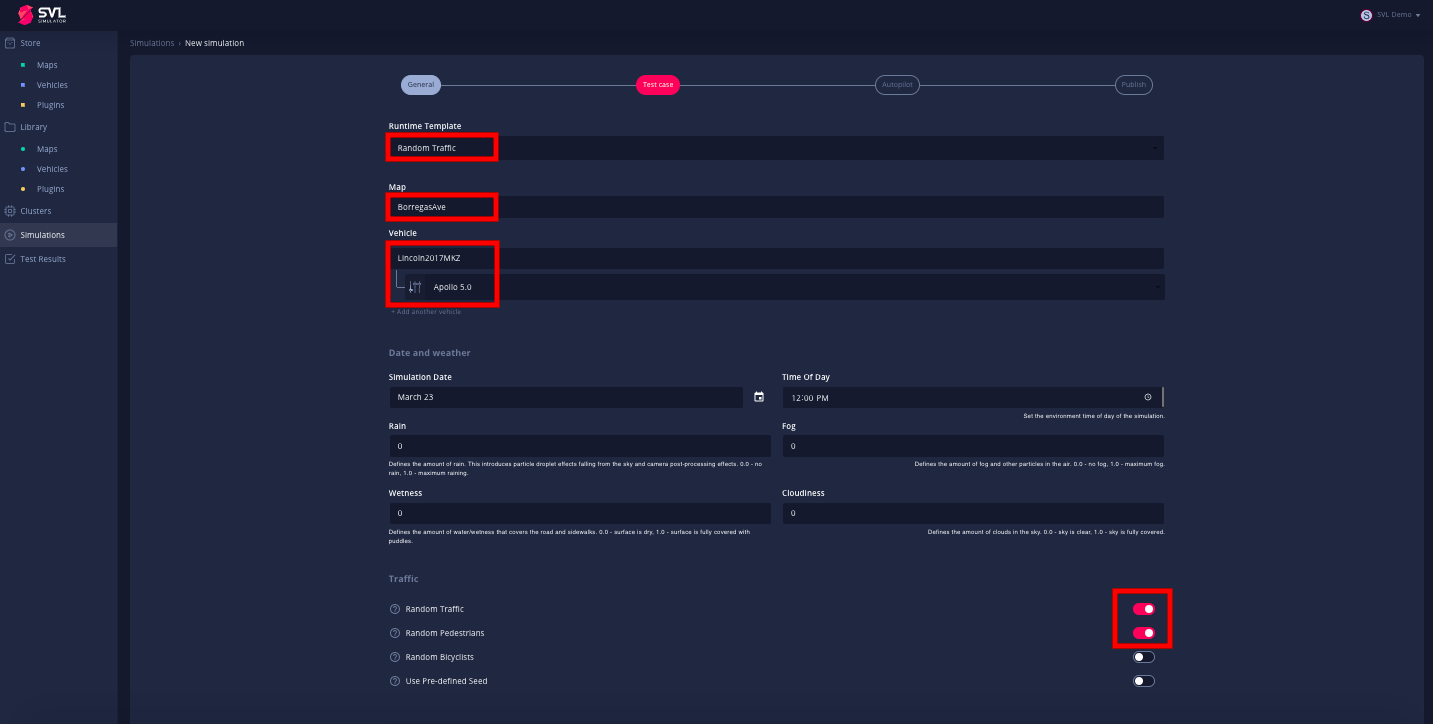 SVL
SIMULATOR
S SVL Demo
Store
Maps
Vehicles
Plugins
Library
Maps
Vehicles
Plugins
Clusters
Simulations
Test Results
Simulations › New simulation
General
Test case
Autopilot
Publish
Runtime Template
Random Traffic
Map
BorregasAve
Vehicle
Lincoln2017MKZ
Apollo 5.0
+ Add another vehicle
Date and weather
Simulation Date
March 23
Time Of Day
12:00 PM
Set the environment time of day of the simulation.
Rain
0
Defines the amount of rain. This introduces particle droplet effects falling from the sky and camera post-processing effects. 0.0 - no
rain, 1.0 - maximum raining.
Fog
0
Defines the amount of fog and other particles in the air. 0.0 - no fog, 1.0 - maximum fog.
Wetness
0
Defines the amount of water/wetness that covers the road and sidewalks. 0.0 - surface is dry, 1.0 - surface is fully covered with
puddles.
Cloudiness
0
Defines the amount of clouds in the sky. 0.0 - sky is clear, 1.0 - sky is fully covered.
Traffic
Random Traffic
Random Pedestrians
Random Bicyclists
Use Pre-defined Seed